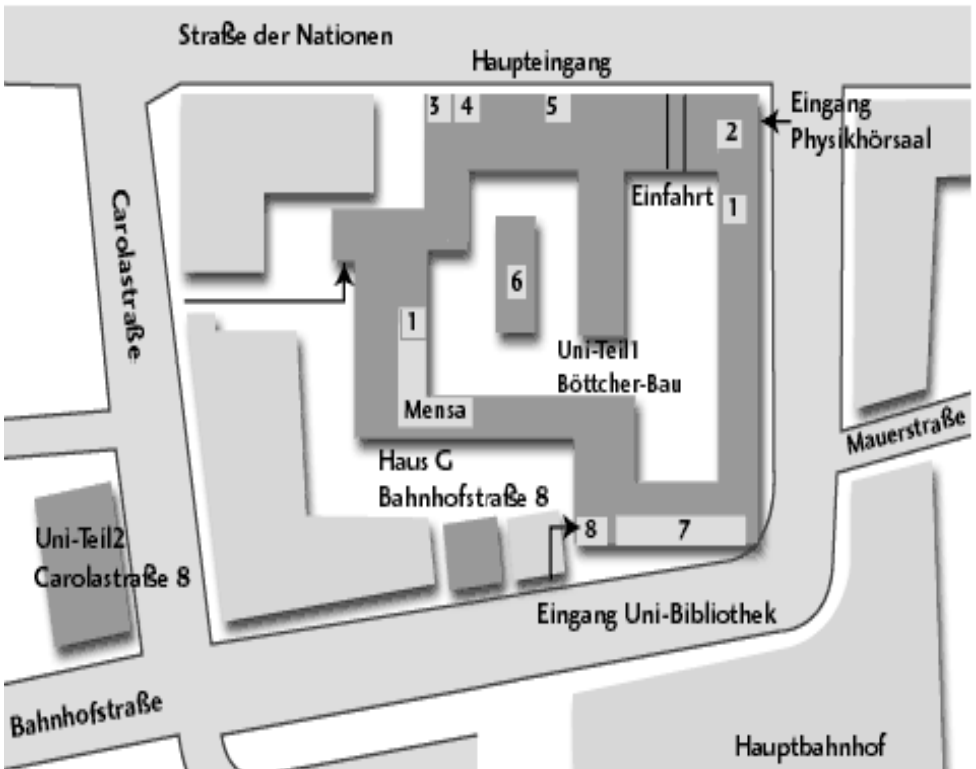 Straße der Nationen
Haupteingang
3 4 5
Eingang
Physikhörsaal
2
Einfahrt
1
Carolastraße
6
1
Uni-Teil1
Böttcher-Bau
Mensa
Mauerstraße
Haus G
Bahnhofstraße 8
Uni-Teil2
Carolastraße 8
8 7
Eingang Uni-Bibliothek
Bahnhofstraße
Hauptbahnhof